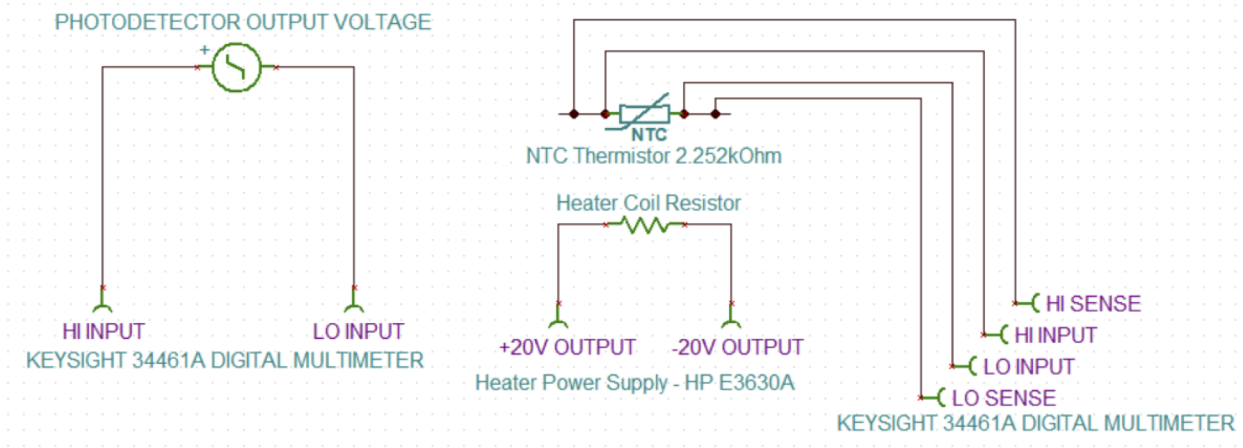 PHOTODETECTOR OUTPUT VOLTAGE
+
HI INPUT
LO INPUT
KEYSIGHT 34461A DIGITAL MULTIMETER
NTC
NTC Thermistor 2.252kOhm
Heater Coil Resistor
+20V OUTPUT
-20V OUTPUT
Heater Power Supply - HP E3630A
HI SENSE
HI INPUT
LO INPUT
LO SENSE
KEYSIGHT 34461A DIGITAL MULTIMETER